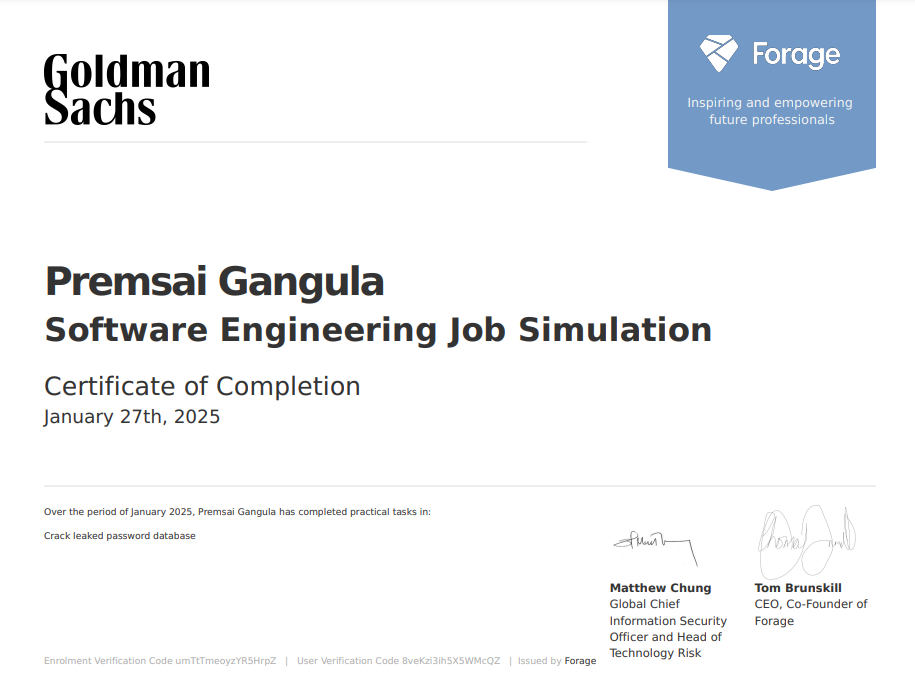 Goldman
Sachs
Forage
Inspiring and empowering
future professionals
Premsai Gangula
Software Engineering Job Simulation
Certificate of Completion
January 27th, 2025
Over the period of January 2025, Premsai Gangula has completed practical tasks in:
Crack leaked password database
Matthew Chung
Global Chief
Information Security
Officer and Head of
Technology Risk
Tom Brunskill
CEO, Co-Founder of
Forage
Enrolment Verification Code umTtTmeoyzYR5HrpZ | User Verification Code 8veKzi3ih5X5WMcQZ | Issued by Forage